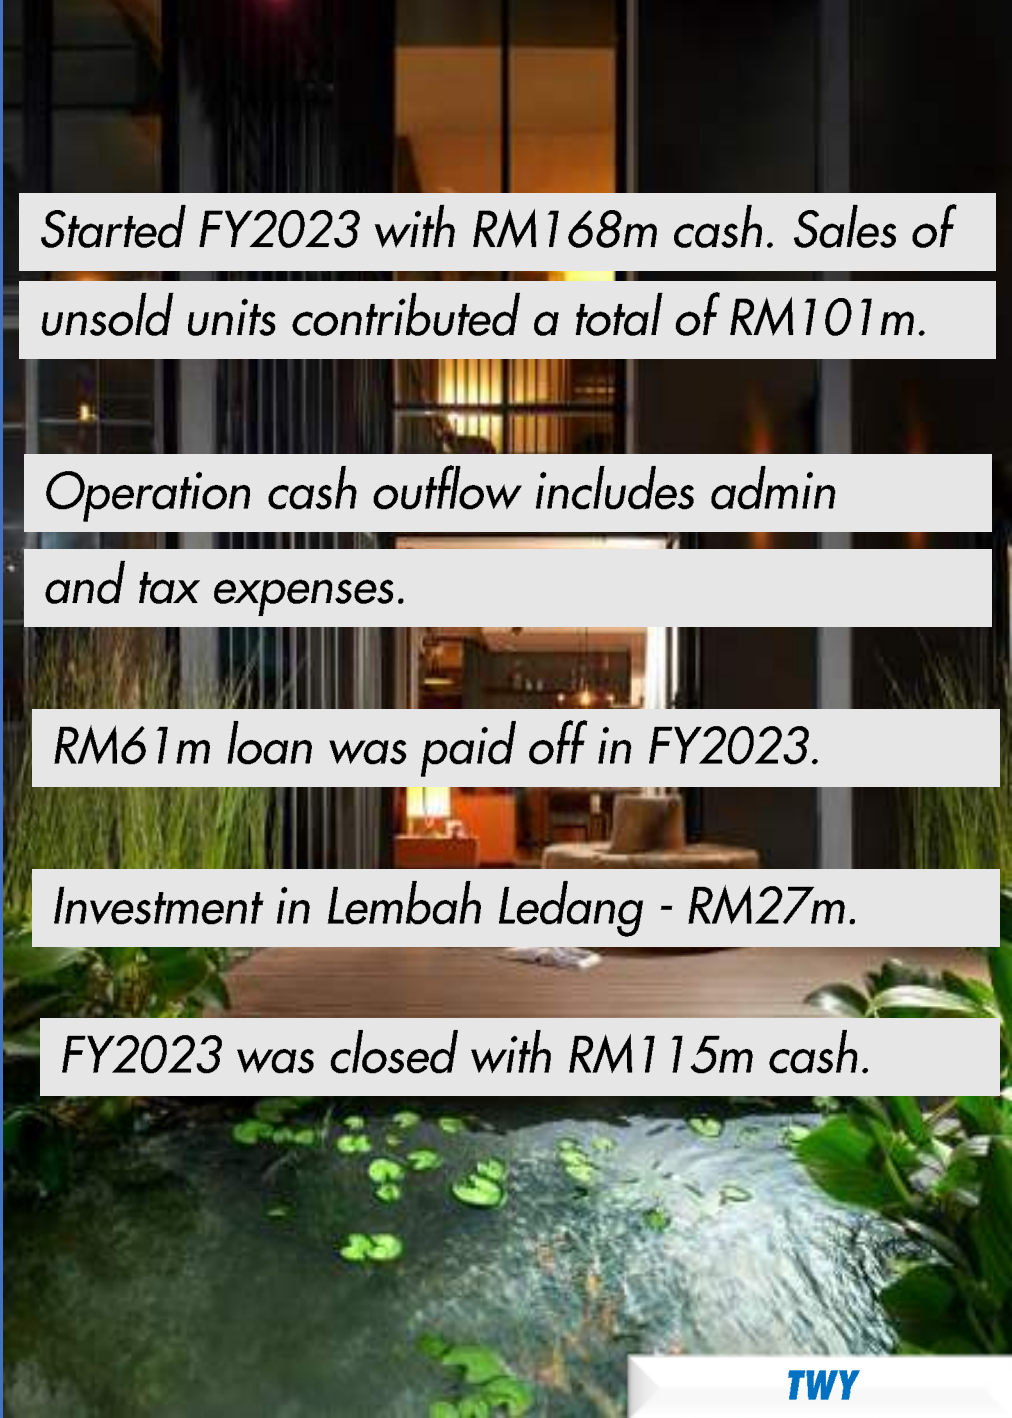 Started FY2023 with RM168m cash. Sales of
unsold units contributed a total of RM101m.
Operation cash outflow includes admin
and tax expenses.
RM61m loan was paid off in FY2023.
Investment in Lembah Ledang - RM27m.
FY2023 was closed with RM115m cash.
TWY